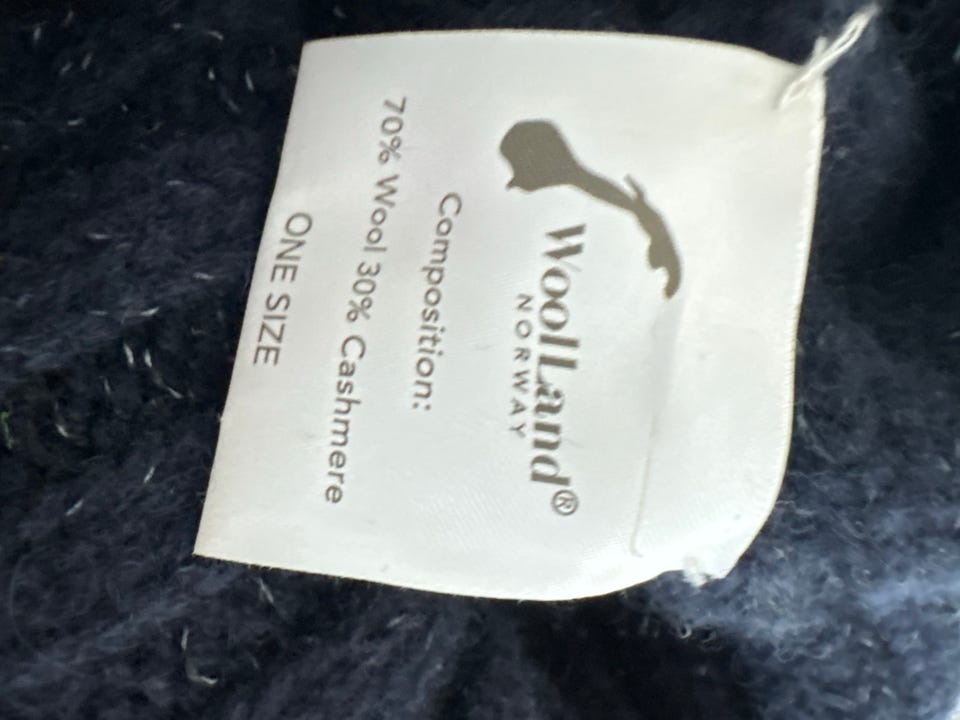 WoolLand®
NORWAY
Composition:
70% Wool 30% Cashmere
ONE SIZE